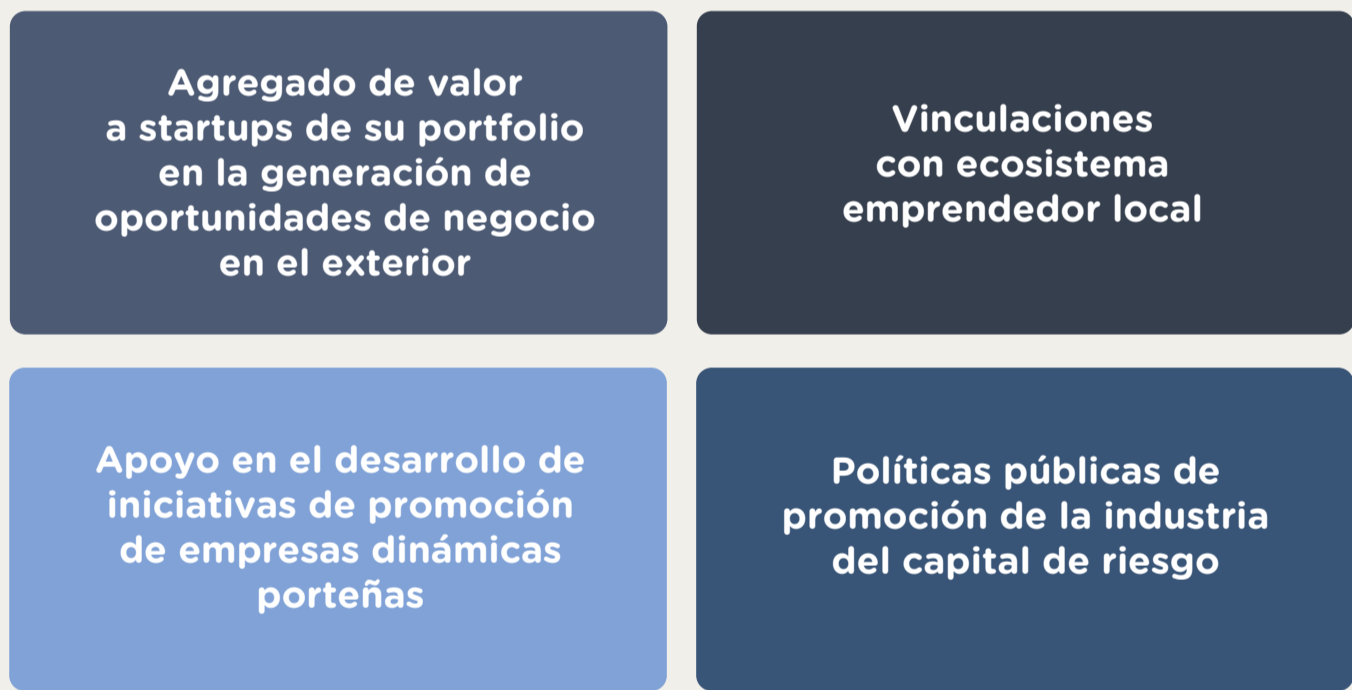 Agregado de valor
a startups de su portfolio
en la generación de
oportunidades de negocio
en el exterior
Vinculaciones
con ecosistema
emprendedor local
Apoyo en el desarrollo de
iniciativas de promoción
de empresas dinámicas
porteñas
Políticas públicas de
promoción de la industria
del capital de riesgo